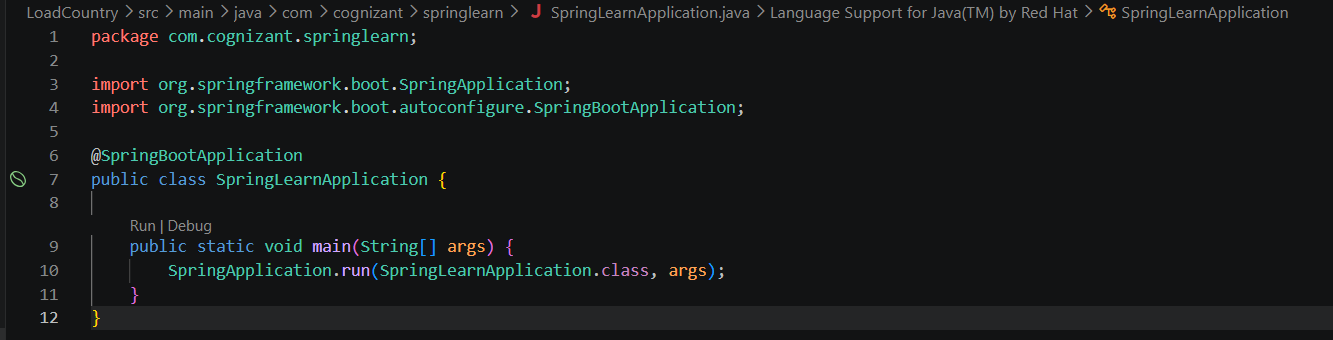 LoadCountry > src > main > java > com > cognizant > springlearn > J SpringLearnApplication.java > Language Support for Java(TM) by Red Hat > SpringLearnApplication
1 package com.cognizant.springlearn;
2
3 import org.springframework.boot.SpringApplication;
4 import org.springframework.boot.autoconfigure.SpringBootApplication;
5
6 @SpringBootApplication
7 public class SpringLearnApplication {
8
Run | Debug
9 public static void main(String[] args) {
10 SpringApplication.run(SpringLearnApplication.class, args);
11 }
12 }